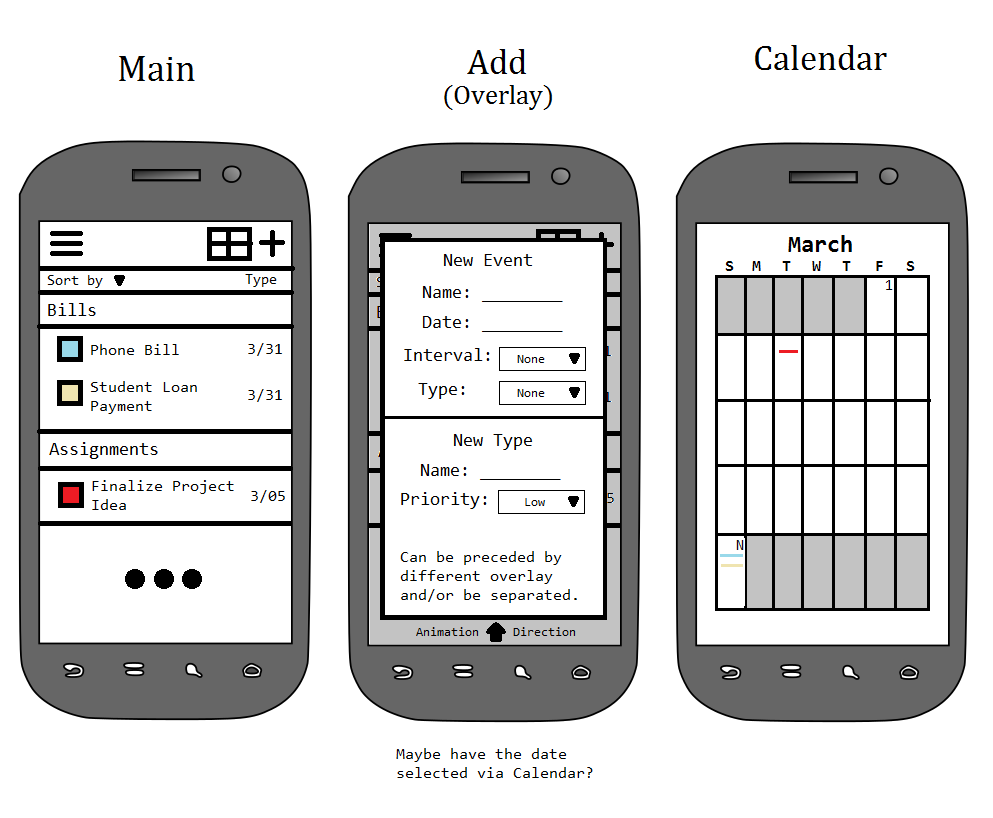 Main
Add
(Overlay)
Calendar
Sort by
Type
Bills
Phone Bill 3/31
Student Loan
Payment 3/31
Assignments
Finalize Project
Idea 3/05
New Event
Name:
Date:
Interval: None
Type: None
New Type
Name:
Priority: Low
Can be preceded by
different overlay
and/or be separated.
Animation Direction
Maybe have the date
selected via Calendar?
March
S M T W T F S
1
N